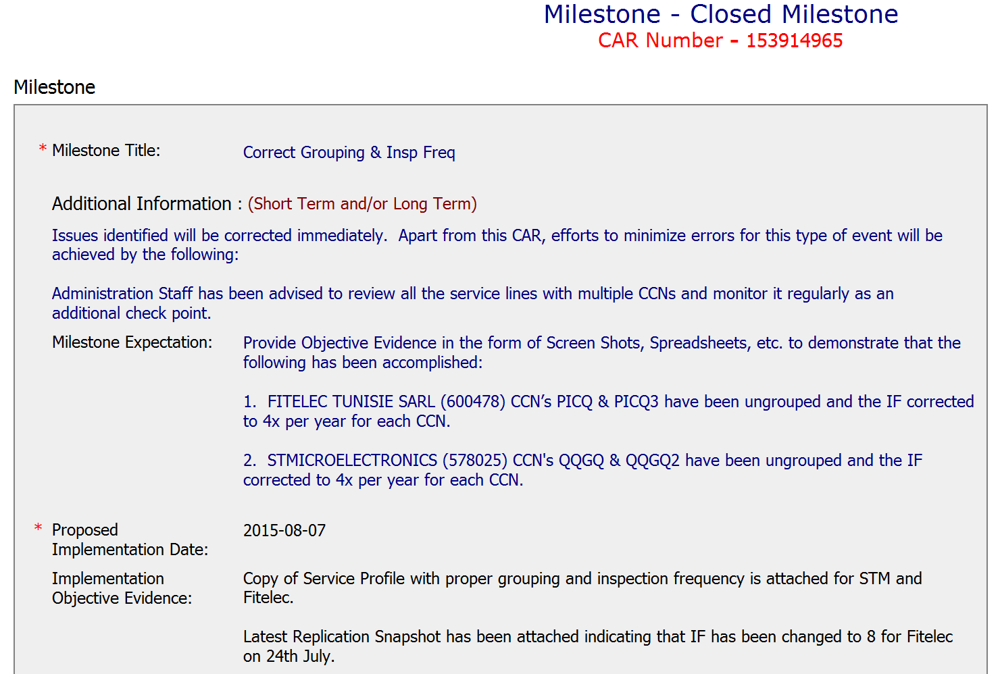 Milestone - Closed Milestone
CAR Number - 153914965
Milestone
* Milestone Title: Correct Grouping & Insp Freq
Additional Information : (Short Term and/or Long Term)
Issues identified will be corrected immediately.  Apart from this CAR, efforts to minimize errors for this type of event will be
achieved by the following:
Administration Staff has been advised to review all the service lines with multiple CCNs and monitor it regularly as an
additional check point.
Milestone Expectation: Provide Objective Evidence in the form of Screen Shots, Spreadsheets, etc. to demonstrate that the
following has been accomplished:
1.  FITELEC TUNISIE SARL (600478) CCN’s PICQ & PICQ3 have been ungrouped and the IF corrected
to 4x per year for each CCN.
2.  STMICROELECTRONICS (578025) CCN's QQGQ & QQGQ2 have been ungrouped and the IF
corrected to 4x per year for each CCN.
* Proposed 2015-08-07
Implementation Date:
Implementation Copy of Service Profile with proper grouping and inspection frequency is attached for STM and
Objective Evidence: Fitelec.
Latest Replication Snapshot has been attached indicating that IF has been changed to 8 for Fitelec
on 24th July.